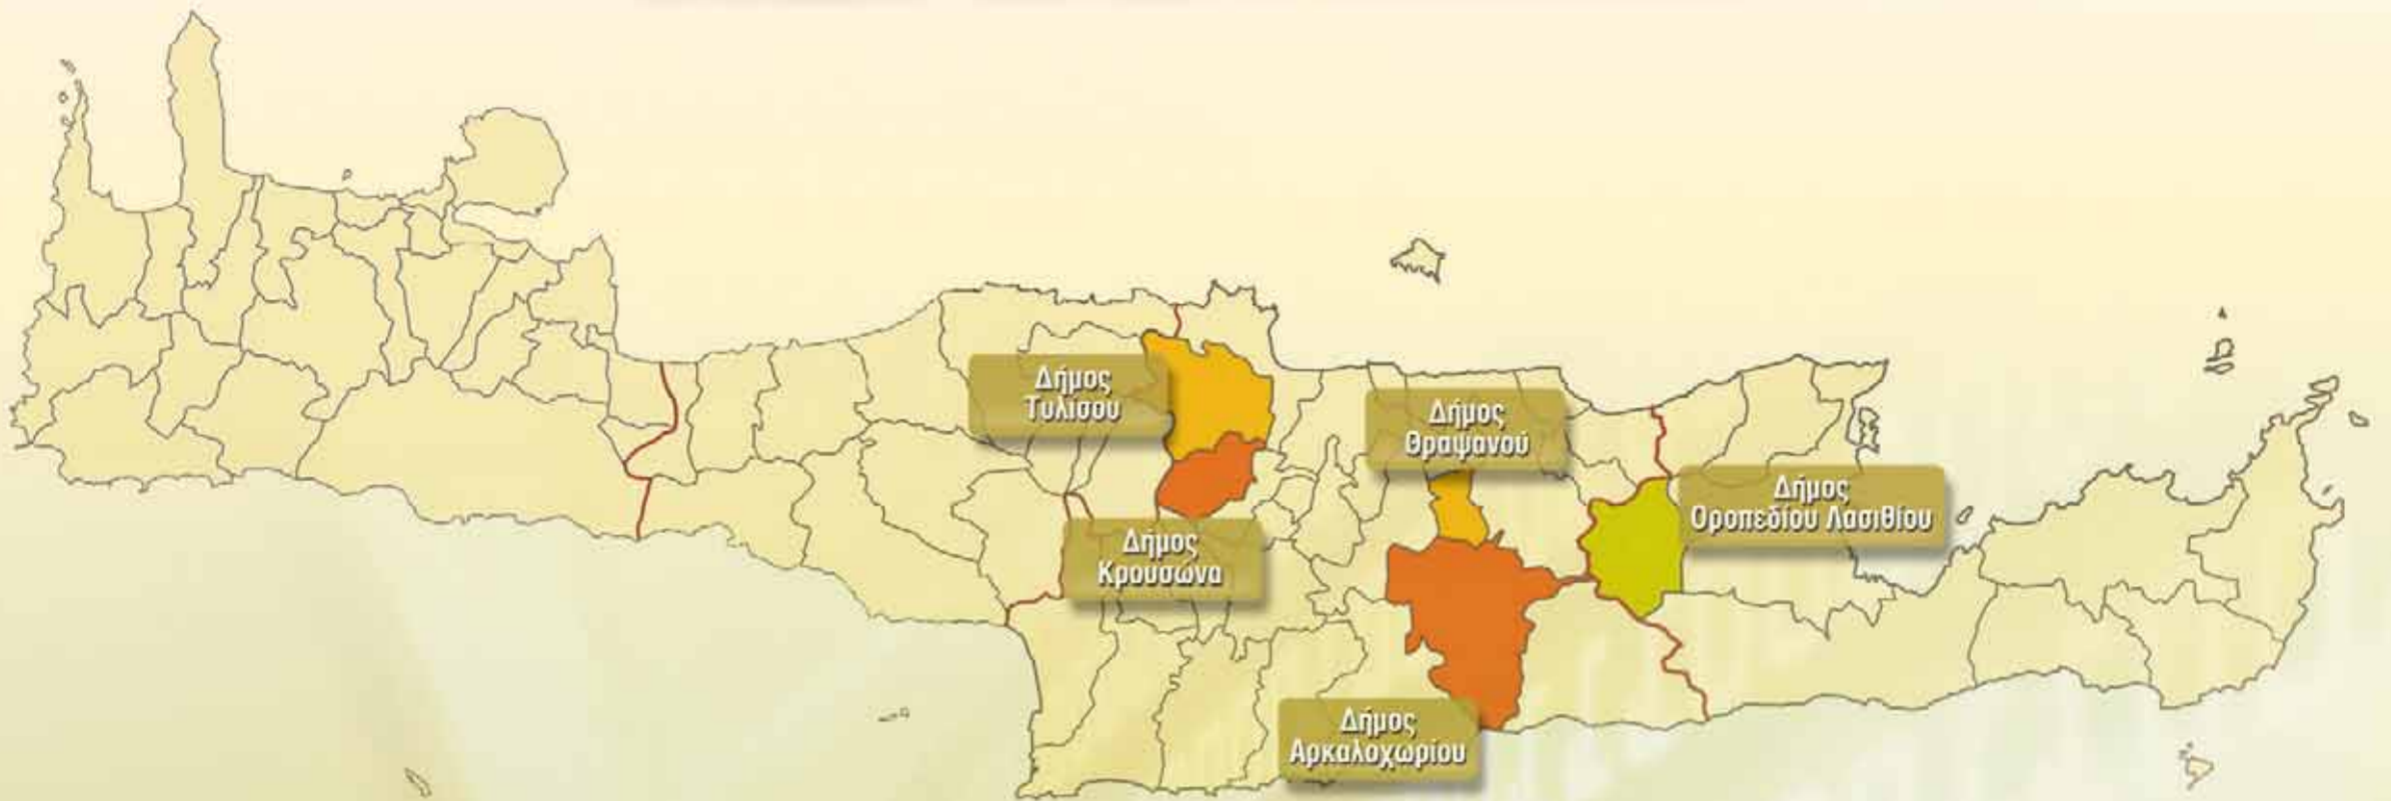 Δήμος
Τυλίσου
Δήμος
Θραψανού
Δήμος
Οροπεδίου Λασιθίου
Δήμος
Κρουσώνα
Δήμος
Αρκαλοχωρίου